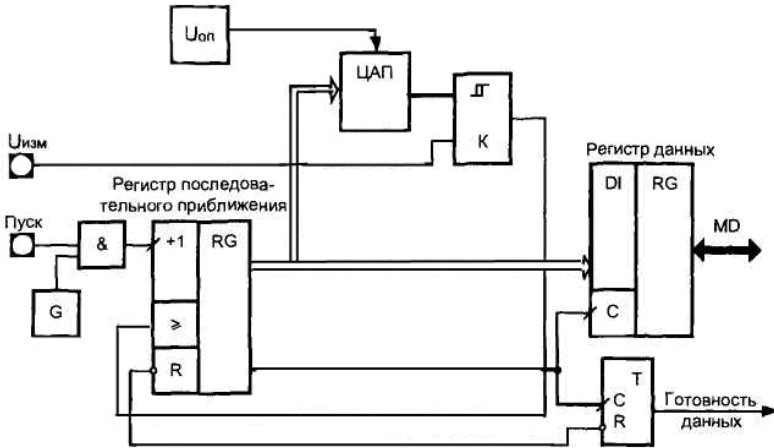 Uоп
ЦАП
К
Uизм
Регистр данных
DI RG
Регистр последова-
тельного приближения
Пуск
&
+1 RG
MD
G
⩾
C
R
T
C
R
Готовность
данных